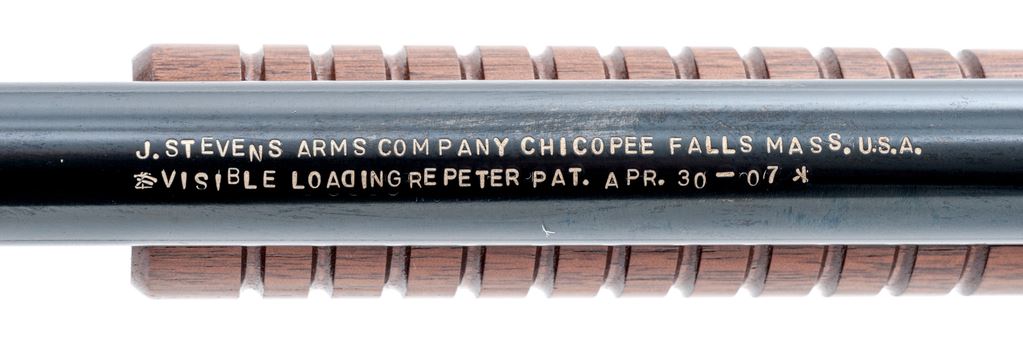 J. STEVENS ARMS COMPANY CHICOPEE FALLS MASS. U.S.A.
VISIBLE LOADING REPETER PAT. APR. 30 - 07 *